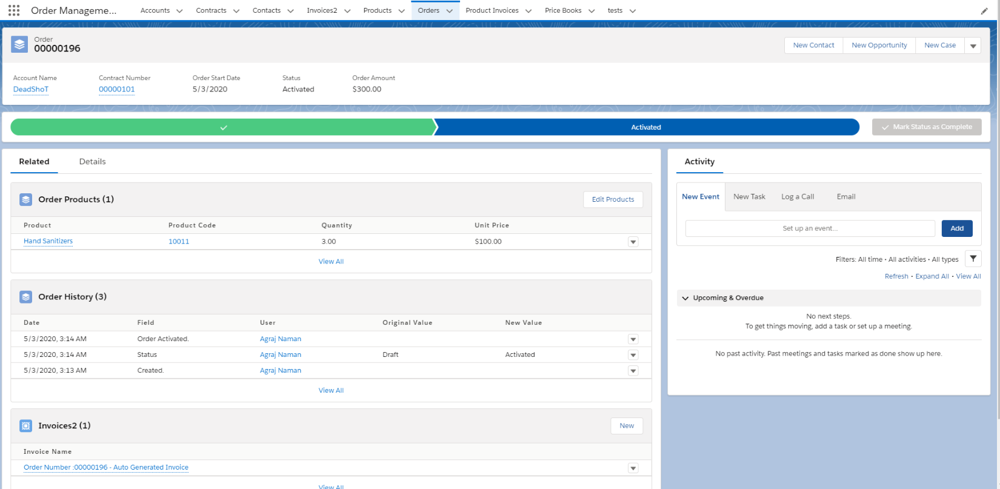 Order Manageme... Accounts Contracts Contacts Invoices2 Products Orders Product Invoices Price Books tests
Order
00000196
New Contact New Opportunity New Case
Account Name Contract Number Order Start Date Status Order Amount
DeadShoT 00000101 5/3/2020 Activated $300.00
Activated
Mark Status as Complete
Related Details
Order Products (1)
Edit Products
Product Product Code Quantity Unit Price
Hand Sanitizers 10011 3.00 $100.00
View All
Order History (3)
Date Field User Original Value New Value
5/3/2020, 3:14 AM Order Activated. Agraj Naman
5/3/2020, 3:14 AM Status Agraj Naman Draft Activated
5/3/2020, 3:13 AM Created. Agraj Naman
View All
Invoices2 (1)
New
Invoice Name
Order Number :00000196 - Auto Generated Invoice
View All
Activity
New Event New Task Log a Call Email
Set up an event... Add
Filters: All time • All activities • All types
Refresh • Expand All • View All
Upcoming & Overdue
No next steps.
To get things moving, add a task or set up a meeting.
No past activity. Past meetings and tasks marked as done show up here.